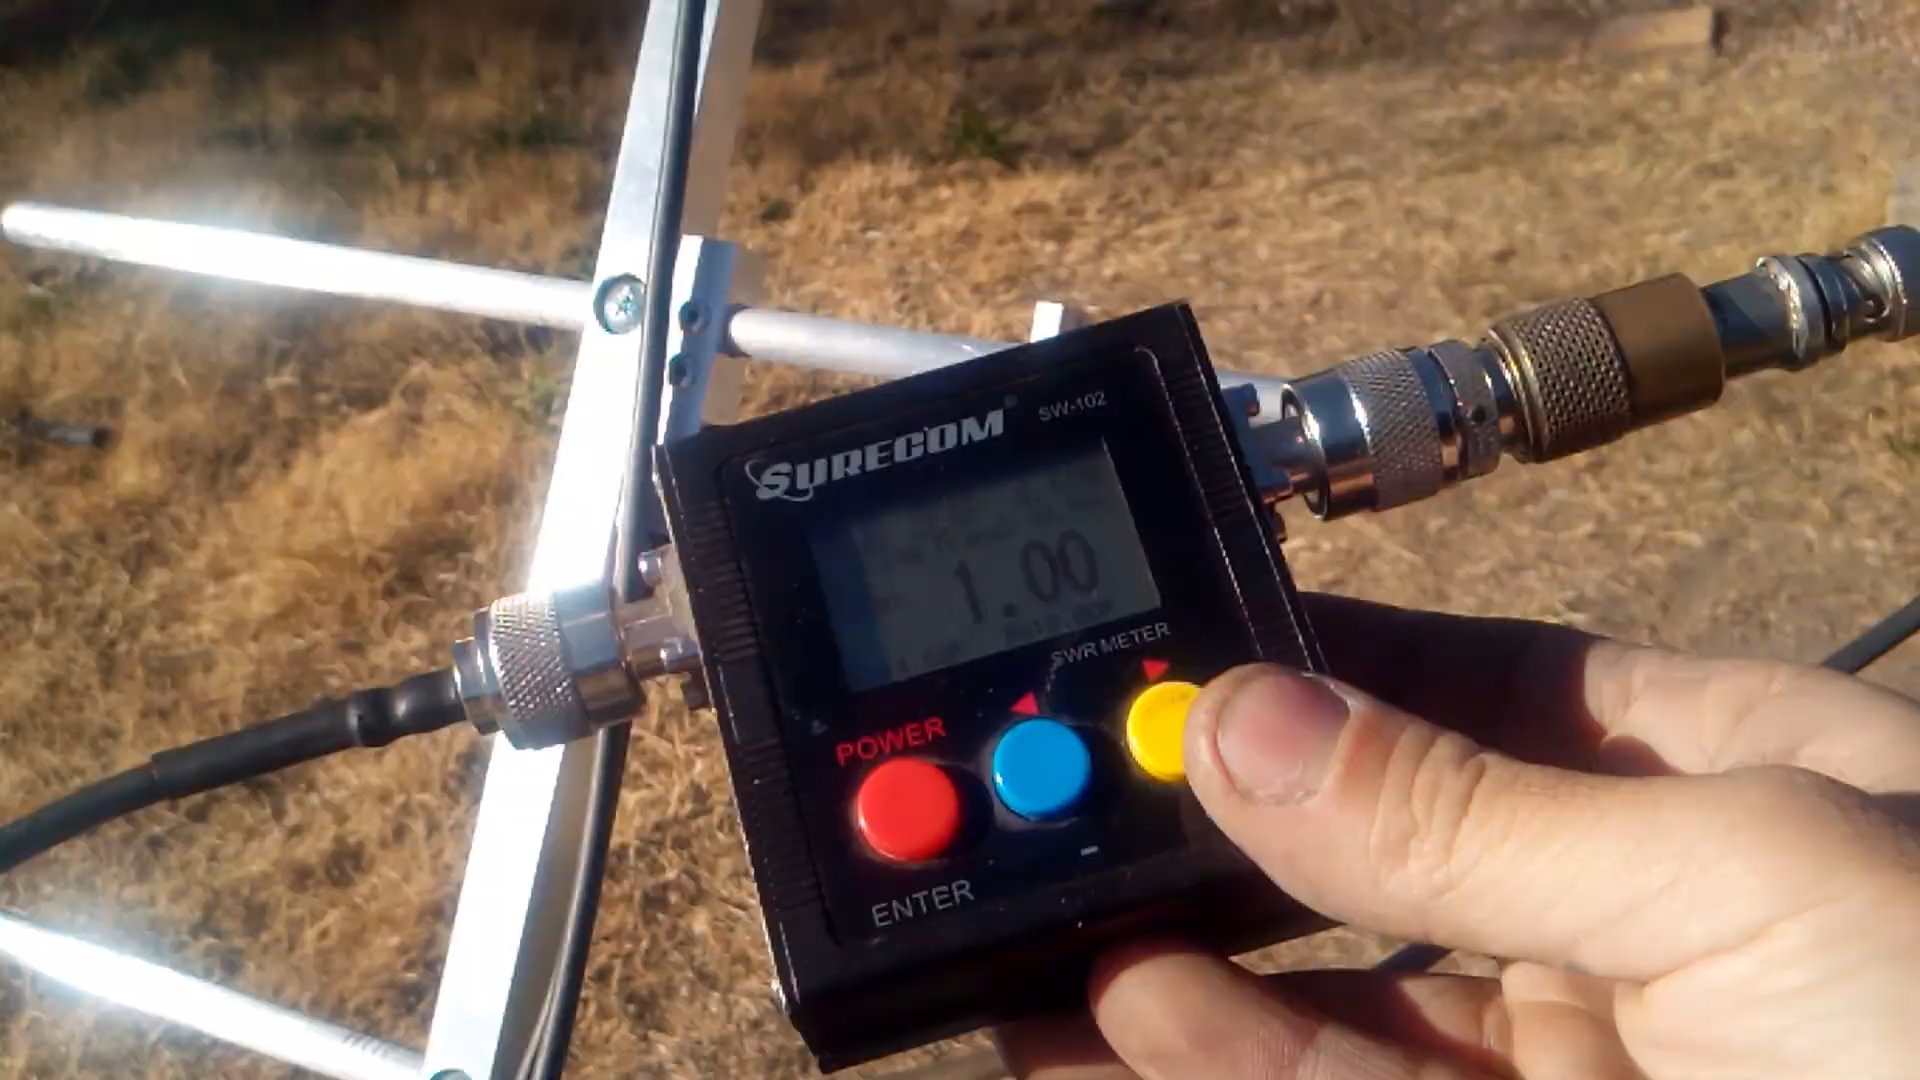 SURECOM® SW-102
1.00
SWR METER
POWER
ENTER